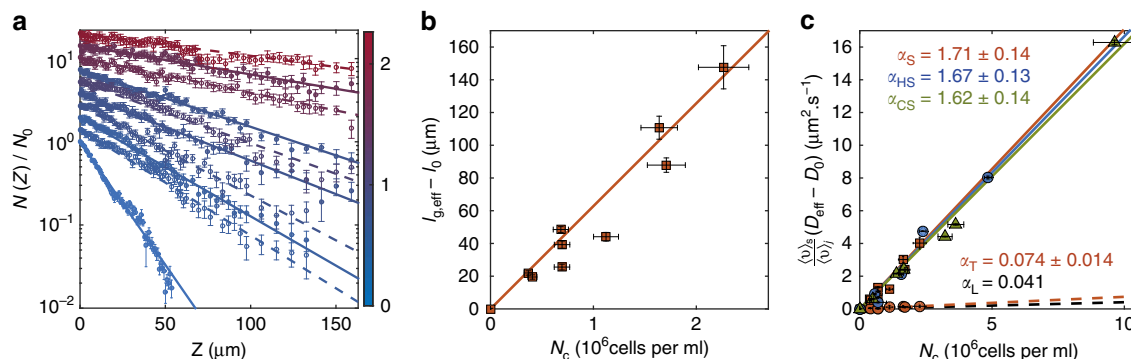 a
b
c
10¹
10⁰
10⁻¹
10⁻²
N (Z) / N₀
0
50
100
150
Z (μm)
2
1
0
160
140
120
100
80
60
40
20
0
l_g,eff – l₀ (μm)
0
1
2
N_c (10⁶cells per ml)
16
14
12
10
8
6
4
2
0
⟨υ⟩ₛ/⟨υ⟩ⱼ (D_eff – D₀) (μm².s⁻¹)
α_S = 1.71 ± 0.14
α_HS = 1.67 ± 0.13
α_CS = 1.62 ± 0.14
α_T = 0.074 ± 0.014
α_L = 0.041
0
5
10
N_c (10⁶cells per ml)